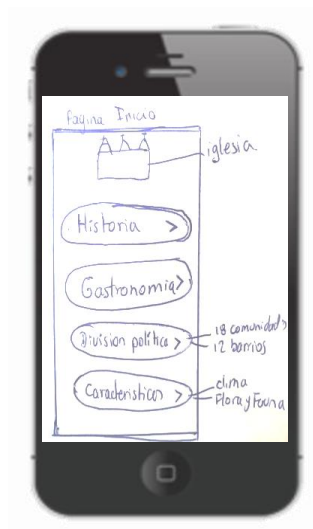 Pagina Inicio
iglesia
Historia >
Gastronomia >
Division politica >
18 comunidades
12 barrios
Caracteristicas >
clima
Flora y Fauna